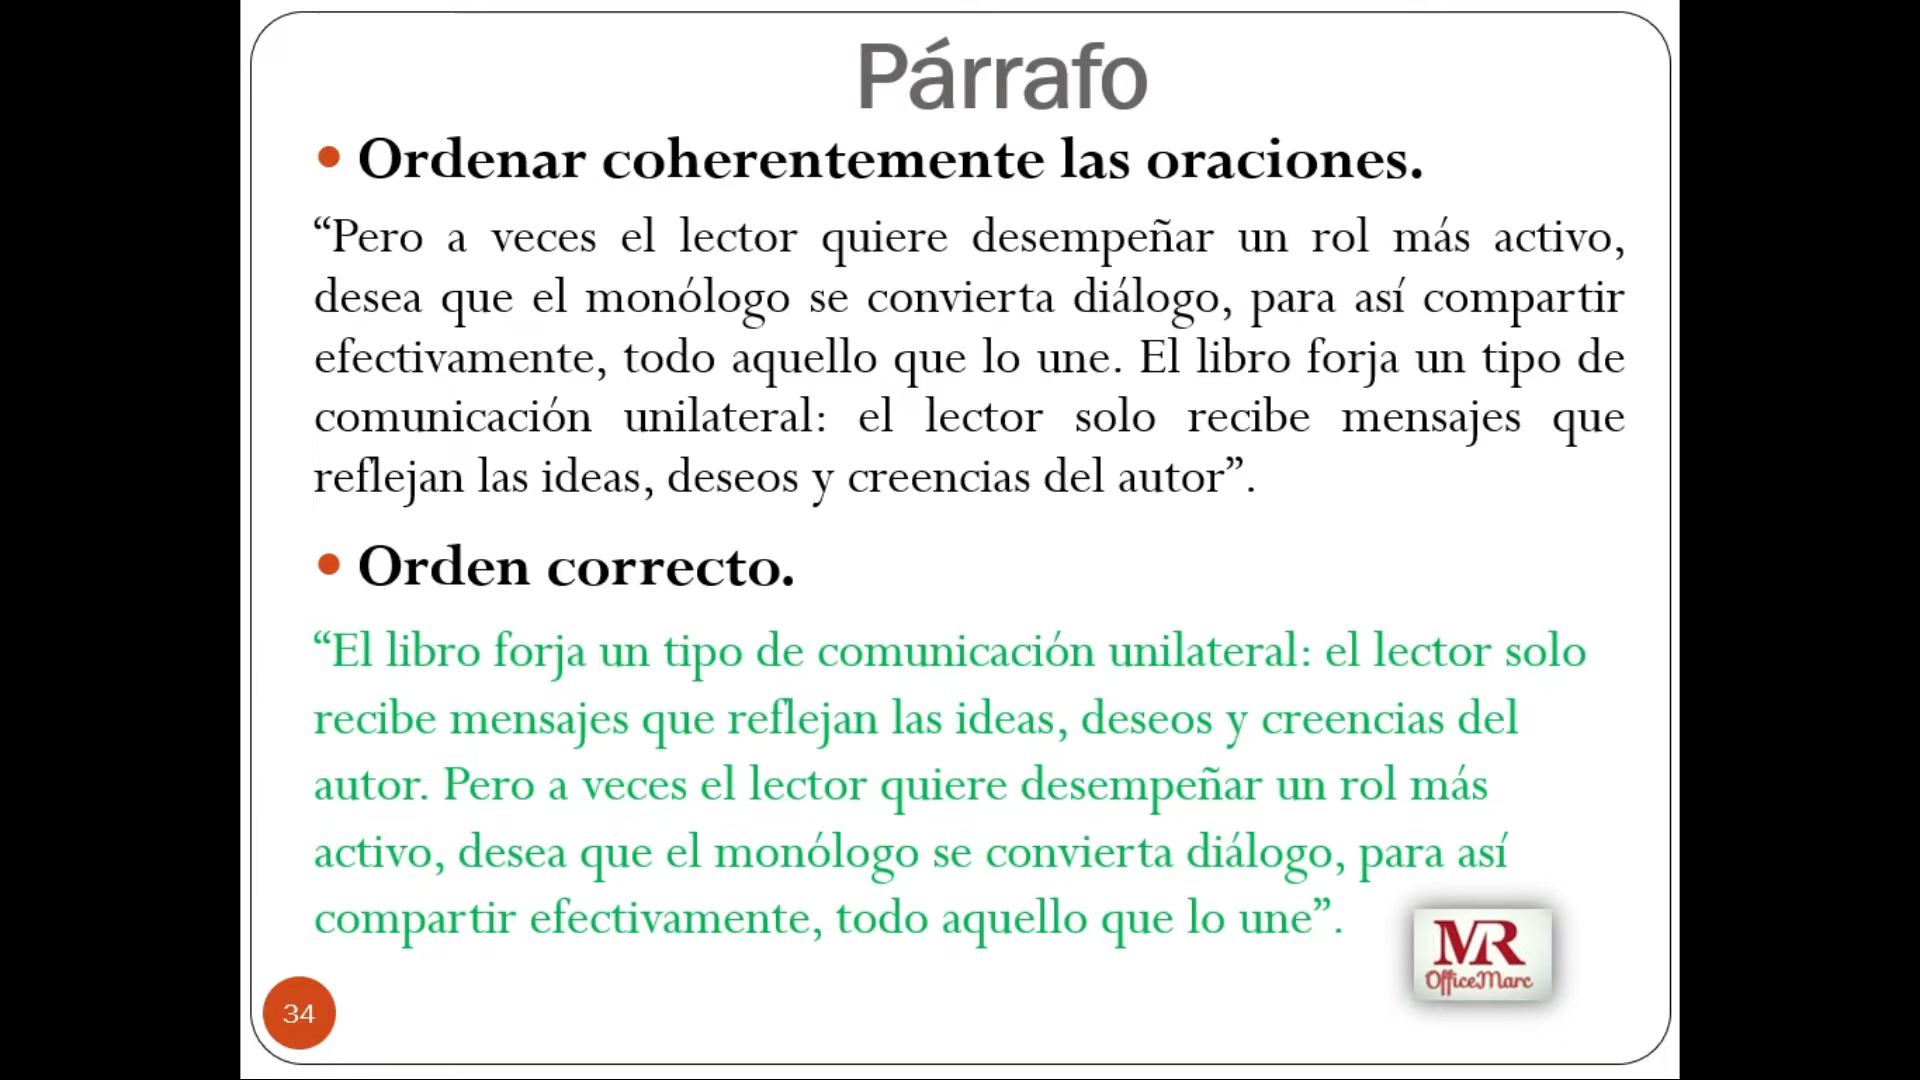 Párrafo
• Ordenar coherentemente las oraciones.
“Pero a veces el lector quiere desempeñar un rol más activo,
desea que el monólogo se convierta diálogo, para así compartir
efectivamente, todo aquello que lo une. El libro forja un tipo de
comunicación unilateral: el lector solo recibe mensajes que
reflejan las ideas, deseos y creencias del autor”.
• Orden correcto.
“El libro forja un tipo de comunicación unilateral: el lector solo
recibe mensajes que reflejan las ideas, deseos y creencias del
autor. Pero a veces el lector quiere desempeñar un rol más
activo, desea que el monólogo se convierta diálogo, para así
compartir efectivamente, todo aquello que lo une”.
MR
OfficeMarc
34